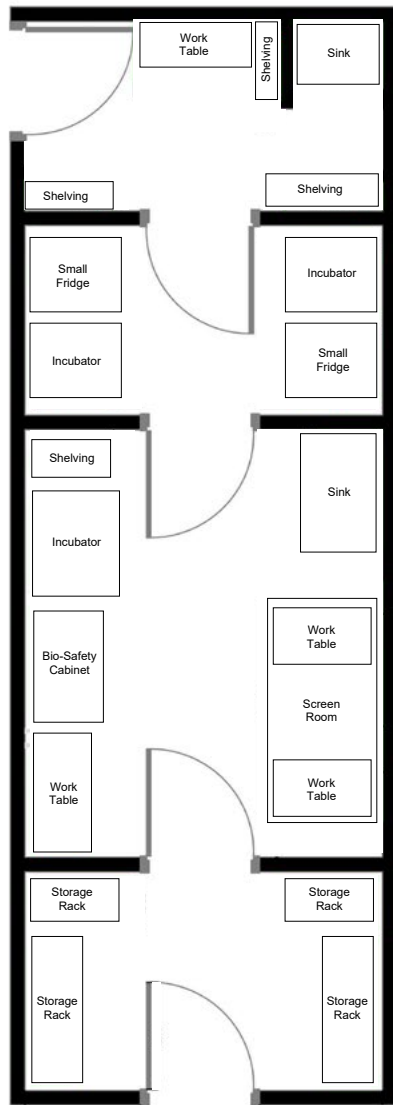 Work
Table
Shelving
Sink
Shelving
Shelving
Small
Fridge
Incubator
Incubator
Small
Fridge
Shelving
Sink
Incubator
Work
Table
Bio-Safety
Cabinet
Screen
Room
Work
Table
Work
Table
Storage
Rack
Storage
Rack
Storage
Rack
Storage
Rack